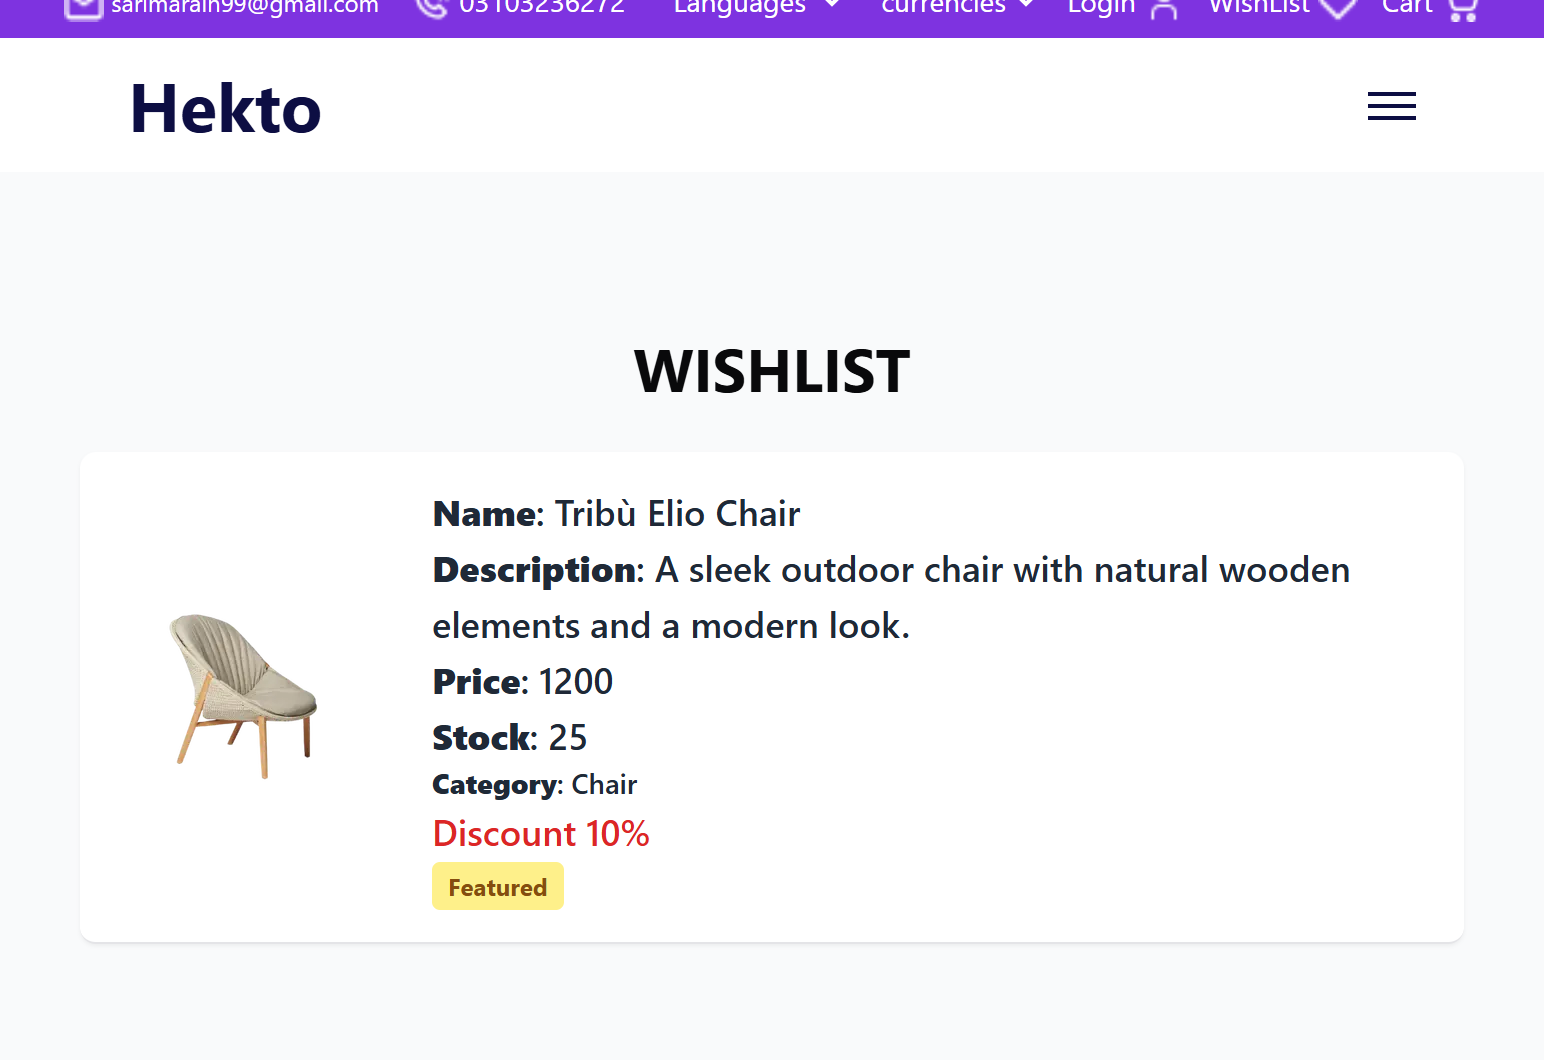 sarimarain99@gmail.com 03103236272 Languages currencies Login WishList Cart
Hekto
WISHLIST
Name: Tribù Elio Chair
Description: A sleek outdoor chair with natural wooden
elements and a modern look.
Price: 1200
Stock: 25
Category: Chair
Discount 10%
Featured